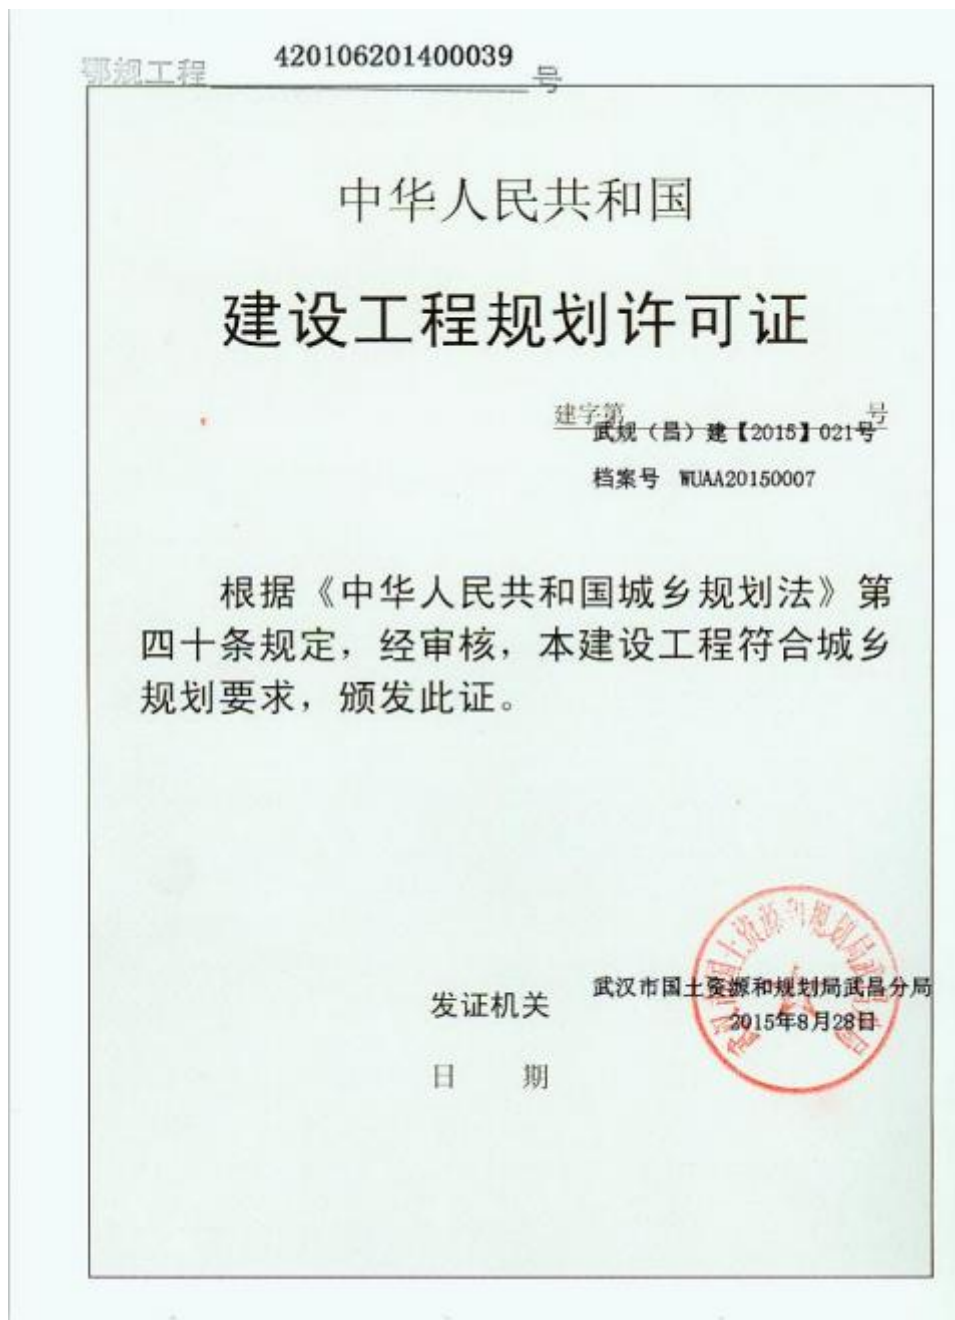 鄂规工程 420106201400039 号
中华人民共和国
建设工程规划许可证
建字第 号
武规（昌）建【2015】021号
档案号 WUAA20150007
根据《中华人民共和国城乡规划法》第
四十条规定，经审核，本建设工程符合城乡
规划要求，颁发此证。
发证机关 武汉市国土资源和规划局武昌分局
2015年8月28日
日 期